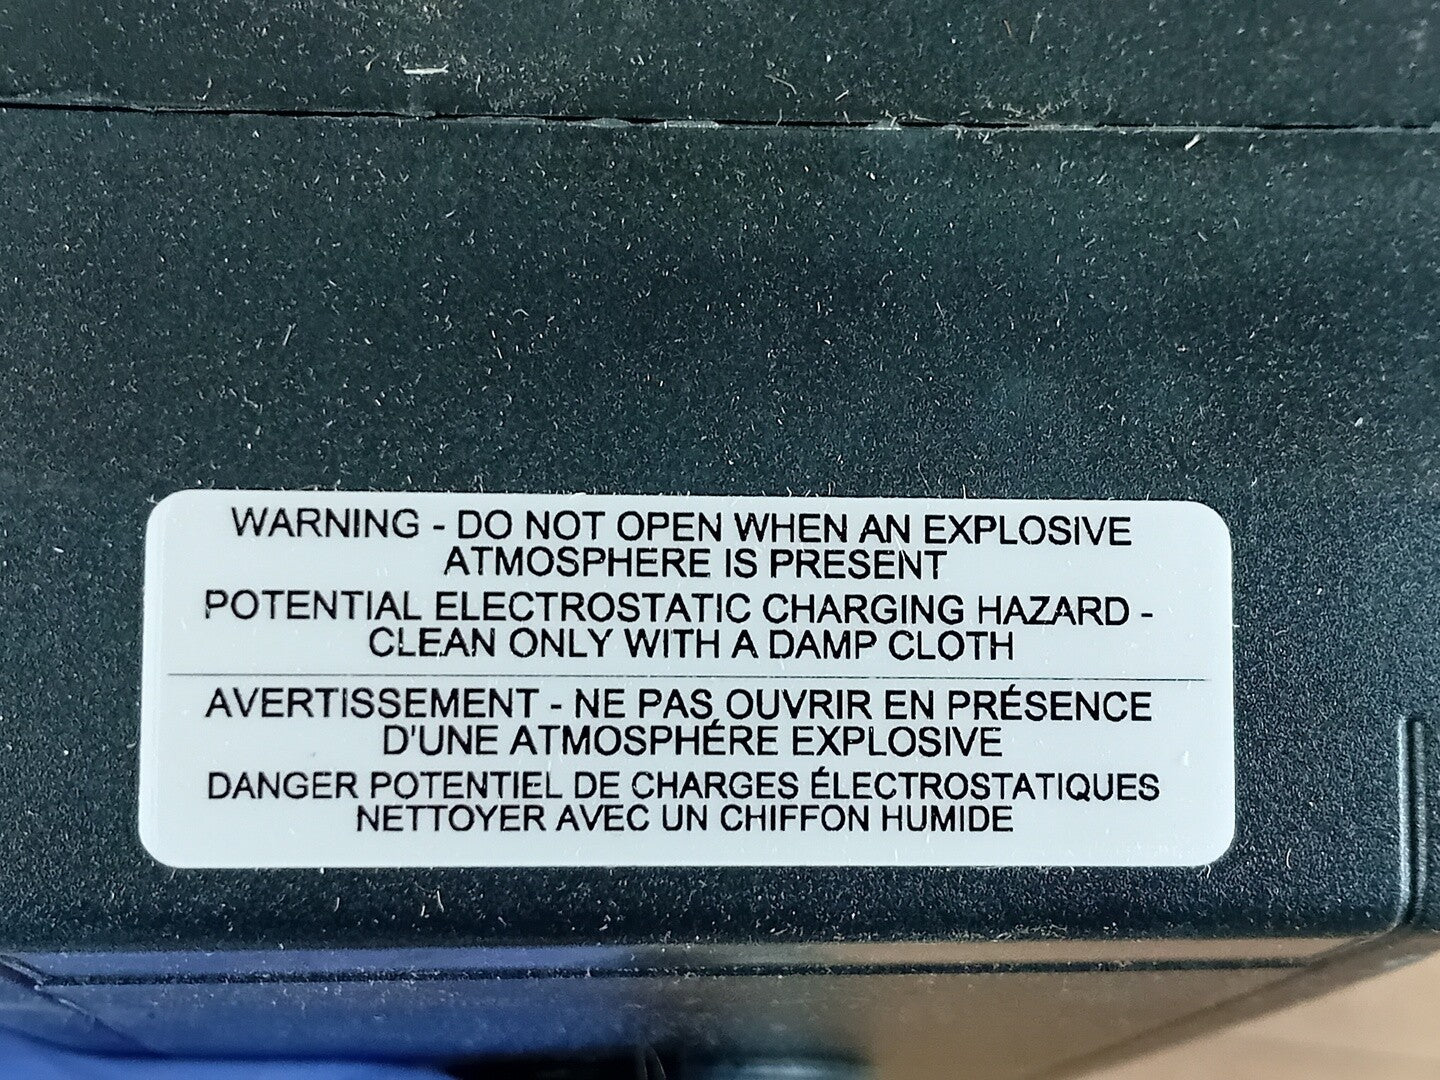 WARNING - DO NOT OPEN WHEN AN EXPLOSIVE
ATMOSPHERE IS PRESENT
POTENTIAL ELECTROSTATIC CHARGING HAZARD -
CLEAN ONLY WITH A DAMP CLOTH
AVERTISSEMENT - NE PAS OUVRIR EN PRÉSENCE
D'UNE ATMOSPHÉRE EXPLOSIVE
DANGER POTENTIEL DE CHARGES ÉLECTROSTATIQUES
NETTOYER AVEC UN CHIFFON HUMIDE